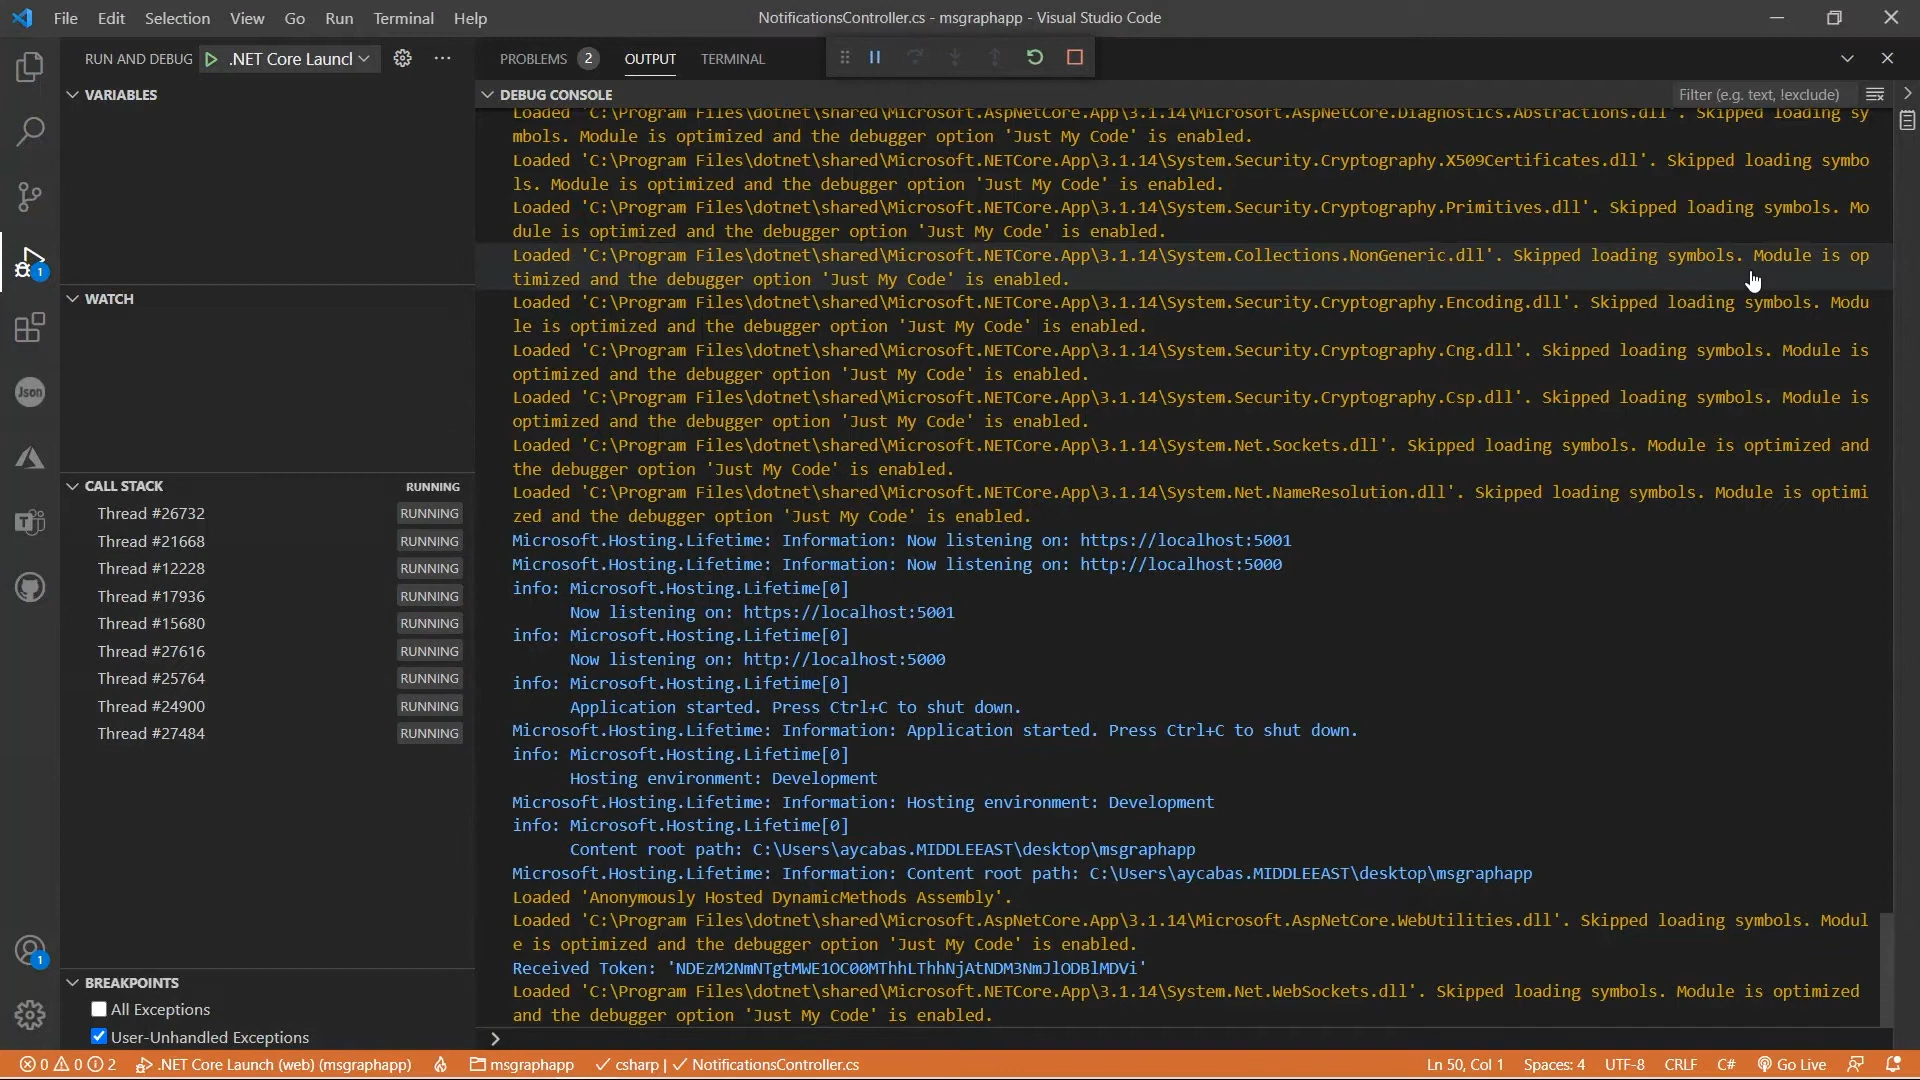 File Edit Selection View Go Run Terminal Help
NotificationsController.cs - msgraphapp - Visual Studio Code
RUN AND DEBUG .NET Core Launcl
PROBLEMS 2 OUTPUT TERMINAL
VARIABLES
DEBUG CONSOLE
Filter (e.g. text, !exclude)
Loaded 'C:\Program Files\dotnet\shared\Microsoft.AspNetCore.App\3.1.14\Microsoft.AspNetCore.Diagnostics.Abstractions.dll'. Skipped loading sy
mbols. Module is optimized and the debugger option 'Just My Code' is enabled.
Loaded 'C:\Program Files\dotnet\shared\Microsoft.NETCore.App\3.1.14\System.Security.Cryptography.X509Certificates.dll'. Skipped loading symbo
ls. Module is optimized and the debugger option 'Just My Code' is enabled.
Loaded 'C:\Program Files\dotnet\shared\Microsoft.NETCore.App\3.1.14\System.Security.Cryptography.Primitives.dll'. Skipped loading symbols. Mo
dule is optimized and the debugger option 'Just My Code' is enabled.
Loaded 'C:\Program Files\dotnet\shared\Microsoft.NETCore.App\3.1.14\System.Collections.NonGeneric.dll'. Skipped loading symbols. Module is op
timized and the debugger option 'Just My Code' is enabled.
Loaded 'C:\Program Files\dotnet\shared\Microsoft.NETCore.App\3.1.14\System.Security.Cryptography.Encoding.dll'. Skipped loading symbols. Modu
le is optimized and the debugger option 'Just My Code' is enabled.
Loaded 'C:\Program Files\dotnet\shared\Microsoft.NETCore.App\3.1.14\System.Security.Cryptography.Cng.dll'. Skipped loading symbols. Module is
optimized and the debugger option 'Just My Code' is enabled.
Loaded 'C:\Program Files\dotnet\shared\Microsoft.NETCore.App\3.1.14\System.Security.Cryptography.Csp.dll'. Skipped loading symbols. Module is
optimized and the debugger option 'Just My Code' is enabled.
Loaded 'C:\Program Files\dotnet\shared\Microsoft.NETCore.App\3.1.14\System.Net.Sockets.dll'. Skipped loading symbols. Module is optimized and
the debugger option 'Just My Code' is enabled.
Loaded 'C:\Program Files\dotnet\shared\Microsoft.NETCore.App\3.1.14\System.Net.NameResolution.dll'. Skipped loading symbols. Module is optimi
zed and the debugger option 'Just My Code' is enabled.
Microsoft.Hosting.Lifetime: Information: Now listening on: https://localhost:5001
Microsoft.Hosting.Lifetime: Information: Now listening on: http://localhost:5000
info: Microsoft.Hosting.Lifetime[0]
Now listening on: https://localhost:5001
info: Microsoft.Hosting.Lifetime[0]
Now listening on: http://localhost:5000
info: Microsoft.Hosting.Lifetime[0]
Application started. Press Ctrl+C to shut down.
Microsoft.Hosting.Lifetime: Information: Application started. Press Ctrl+C to shut down.
info: Microsoft.Hosting.Lifetime[0]
Hosting environment: Development
Microsoft.Hosting.Lifetime: Information: Hosting environment: Development
info: Microsoft.Hosting.Lifetime[0]
Content root path: C:\Users\aycabas.MIDDLEEAST\desktop\msgraphapp
Microsoft.Hosting.Lifetime: Information: Content root path: C:\Users\aycabas.MIDDLEEAST\desktop\msgraphapp
Loaded 'Anonymously Hosted DynamicMethods Assembly'.
Loaded 'C:\Program Files\dotnet\shared\Microsoft.AspNetCore.App\3.1.14\Microsoft.AspNetCore.WebUtilities.dll'. Skipped loading symbols. Modul
e is optimized and the debugger option 'Just My Code' is enabled.
Received Token: 'NDEzM2NmNTgtMWE1OC00MThhLThhNjAtNDM3NmJlODBlMDVi'
Loaded 'C:\Program Files\dotnet\shared\Microsoft.NETCore.App\3.1.14\System.Net.WebSockets.dll'. Skipped loading symbols. Module is optimized
and the debugger option 'Just My Code' is enabled.
WATCH
CALL STACK RUNNING
Thread #26732 RUNNING
Thread #21668 RUNNING
Thread #12228 RUNNING
Thread #17936 RUNNING
Thread #15680 RUNNING
Thread #27616 RUNNING
Thread #25764 RUNNING
Thread #24900 RUNNING
Thread #27484 RUNNING
BREAKPOINTS
All Exceptions
User-Unhandled Exceptions
1
Json
1
0 0 2 .NET Core Launch (web) (msgraphapp) msgraphapp csharp | NotificationsController.cs Ln 50, Col 1 Spaces: 4 UTF-8 CRLF C# Go Live